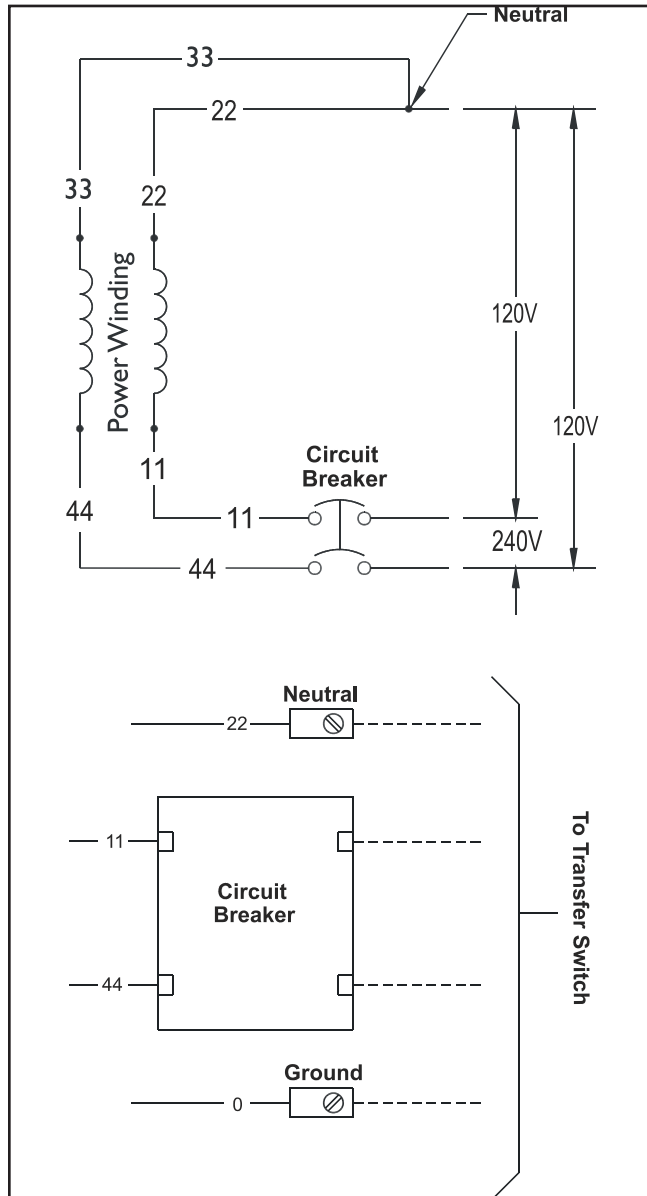 Neutral
33
22
33
22
Power Winding
120V
120V
11
Circuit
Breaker
44
11
240V
44
Neutral
22
11
Circuit
Breaker
44
To Transfer Switch
Ground
0